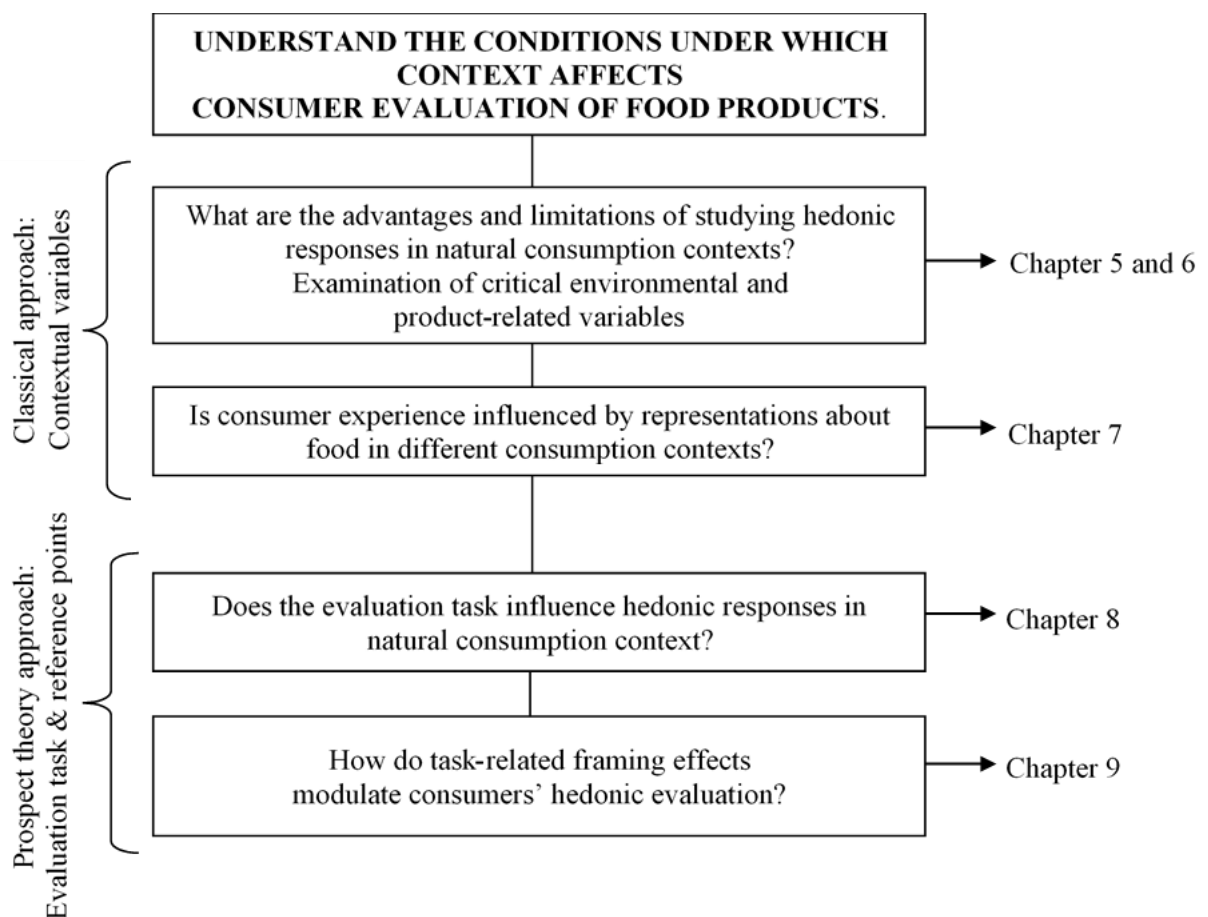 UNDERSTAND THE CONDITIONS UNDER WHICH
CONTEXT AFFECTS
CONSUMER EVALUATION OF FOOD PRODUCTS.
Classical approach:
Contextual variables
What are the advantages and limitations of studying hedonic
responses in natural consumption contexts?
Examination of critical environmental and
product-related variables
Chapter 5 and 6
Is consumer experience influenced by representations about
food in different consumption contexts?
Chapter 7
Prospect theory approach:
Evaluation task & reference points
Does the evaluation task influence hedonic responses in
natural consumption context?
Chapter 8
How do task-related framing effects
modulate consumers' hedonic evaluation?
Chapter 9